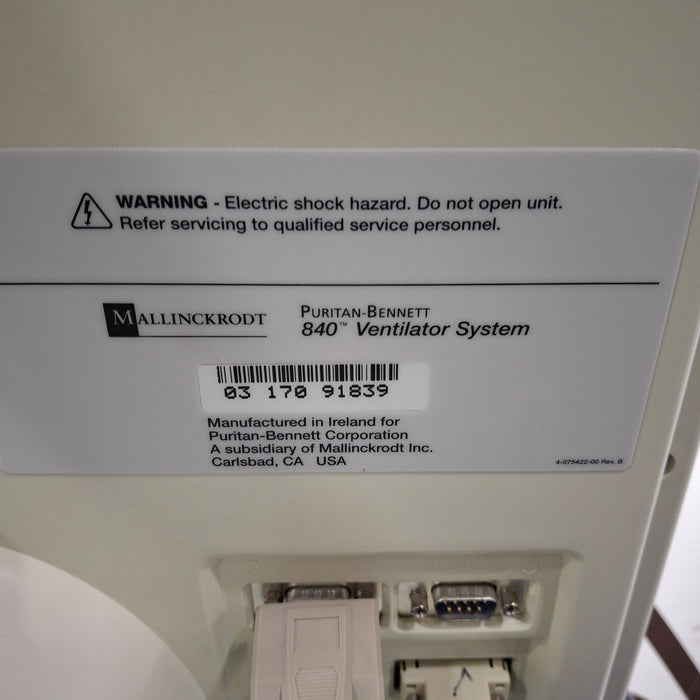 WARNING - Electric shock hazard. Do not open unit.
Refer servicing to qualified service personnel.
MALLINCKRODT
PURITAN-BENNETT
840™ Ventilator System
03 170 91839
Manufactured in Ireland for
Puritan-Bennett Corporation
A subsidiary of Mallinckrodt Inc.
Carlsbad, CA USA
4-075422-00 Rev. B